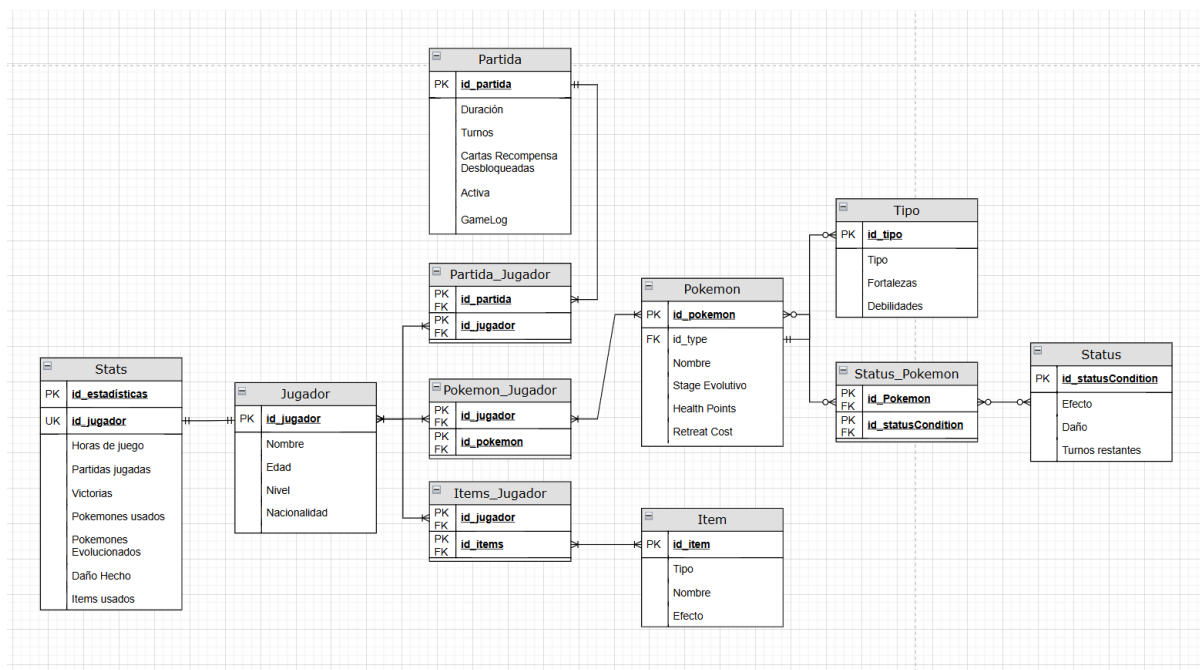 Partida
PK id_partida
Duración
Turnos
Cartas Recompensa
Desbloqueadas
Activa
GameLog
Partida_Jugador
PK
FK
id_partida
PK
FK
id_jugador
Stats
PK id_estadísticas
UK id_jugador
Horas de juego
Partidas jugadas
Victorias
Pokemones usados
Pokemones
Evolucionados
Daño Hecho
Items usados
Jugador
PK id_jugador
Nombre
Edad
Nivel
Nacionalidad
Pokemon_Jugador
PK
FK
id_jugador
PK
FK
id_pokemon
Items_Jugador
PK
FK
id_jugador
PK
FK
id_items
Pokemon
PK id_pokemon
FK id_type
Nombre
Stage Evolutivo
Health Points
Retreat Cost
Item
PK id_item
Tipo
Nombre
Efecto
Tipo
PK id_tipo
Tipo
Fortalezas
Debilidades
Status_Pokemon
PK
FK
id_Pokemon
PK
FK
id_statusCondition
Status
PK id_statusCondition
Efecto
Daño
Turnos restantes